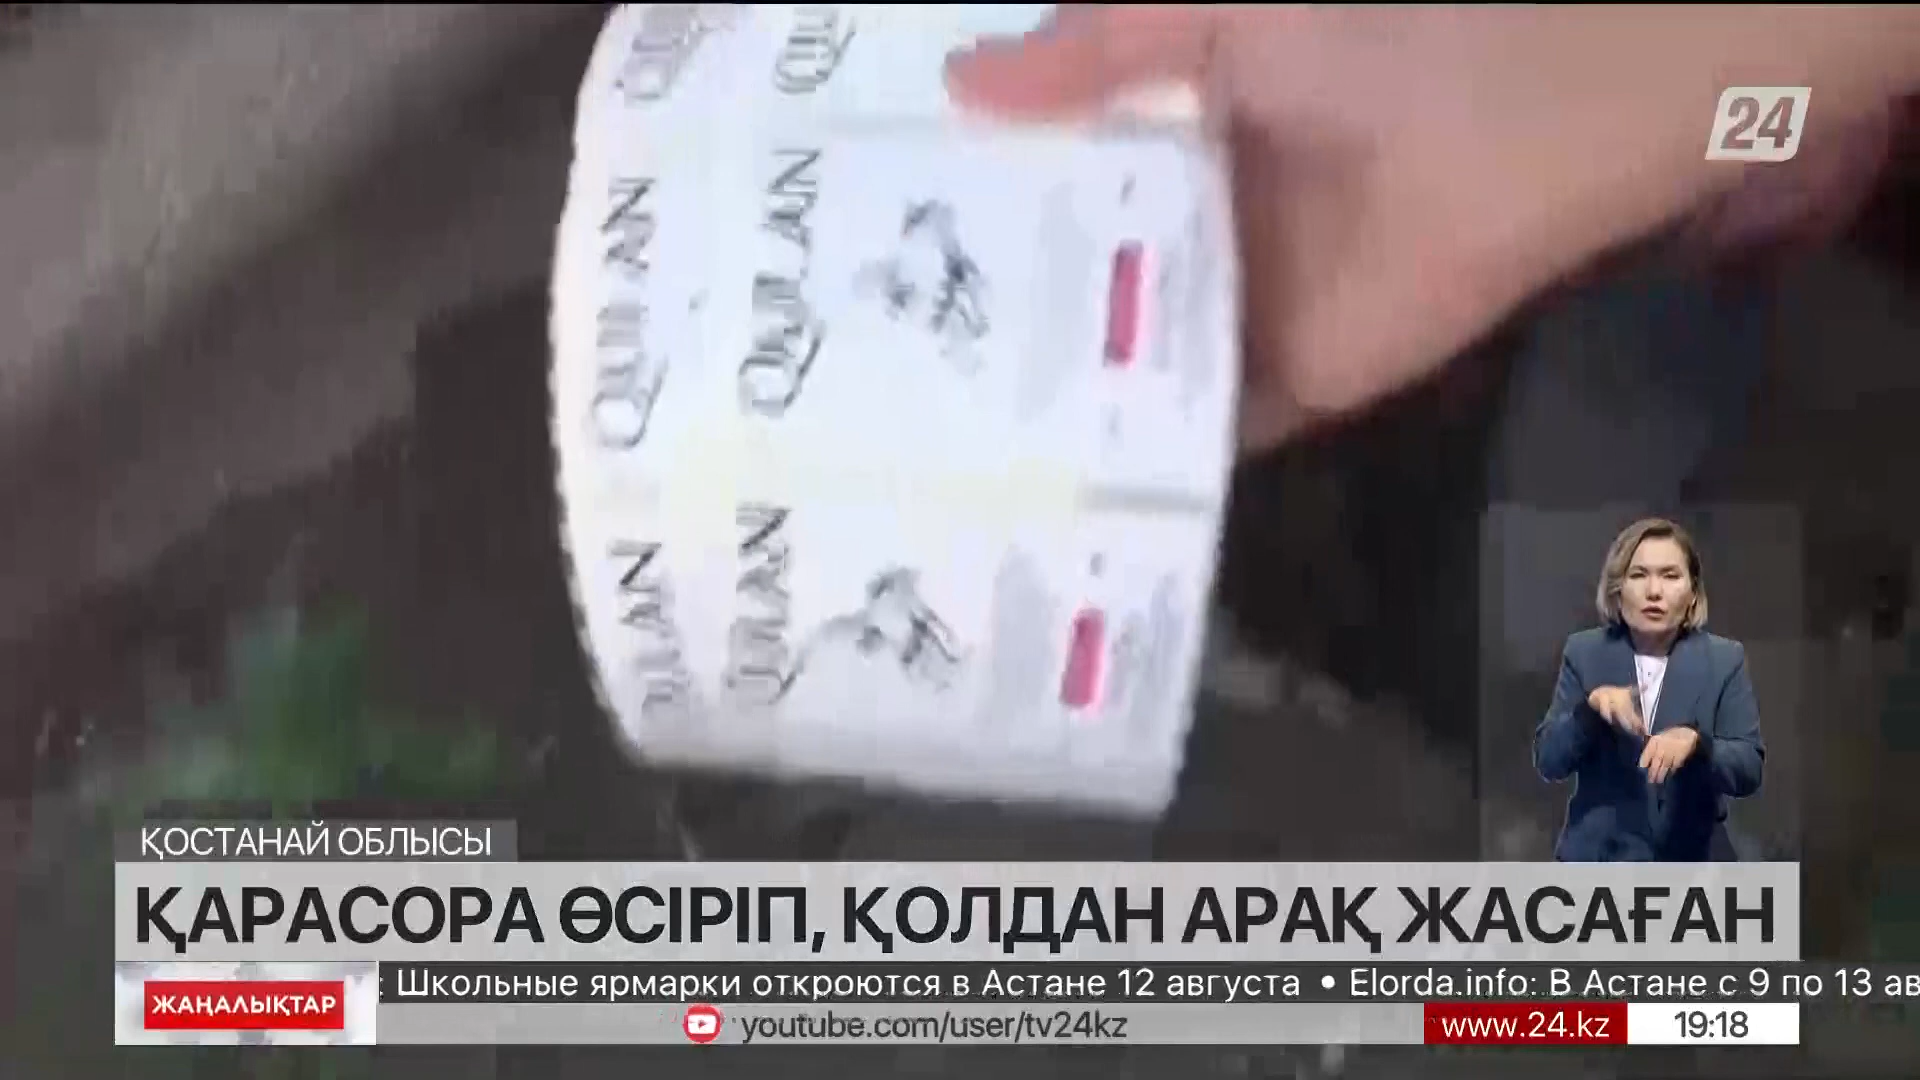 24
QULAN
QULAN
QULAN
QULAN
ҚОСТАНАЙ ОБЛЫСЫ
ҚАРАСОРА ӨСІРІП, ҚОЛДАН АРАҚ ЖАСАҒАН
ЖАҢАЛЫҚТАР
: Школьные ярмарки откроются в Астане 12 августа • Elorda.info: В Астане с 9 по 13 ав
youtube.com/user/tv24kz
www.24.kz
19:18